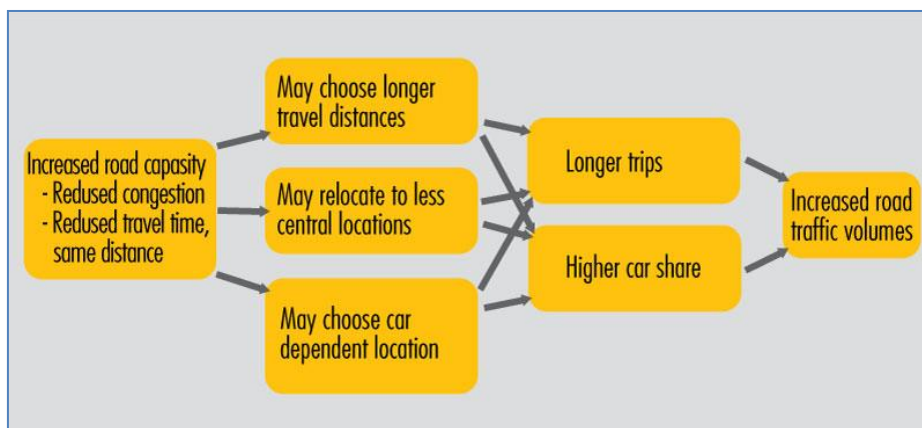 Increased road capacity
- Redused congestion
- Redused travel time,
same distance
May choose longer
travel distances
May relocate to less
central locations
May choose car
dependent location
Longer trips
Higher car share
Increased road
traffic volumes